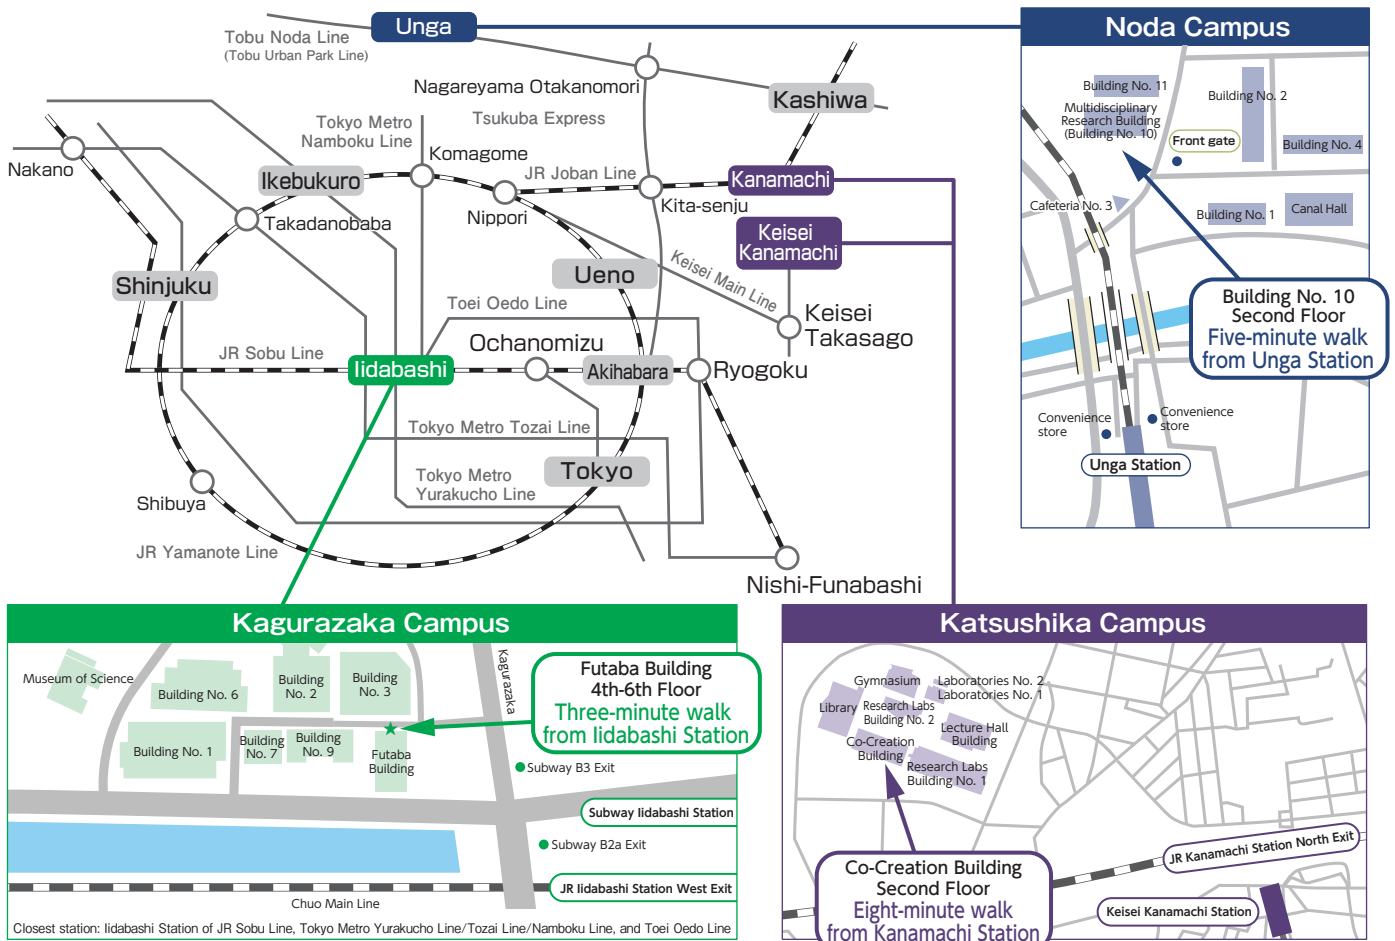 Unga
Tobu Noda Line
(Tobu Urban Park Line)
Nagareyama Otakanomori
Kashiwa
Tsukuba Express
Tokyo Metro
Namboku Line
Nakano
Komagome
Ikebukuro
JR Joban Line
Kanamachi
Nippori
Kita-senju
Takadanobaba
Keisei
Kanamachi
Shinjuku
Ueno
Keisei Main Line
Toei Oedo Line
Keisei
Takasago
Ochanomizu
JR Sobu Line
Iidabashi
Akihabara
Ryogoku
Tokyo Metro Tozai Line
Tokyo
Tokyo Metro
Yurakucho Line
Shibuya
JR Yamanote Line
Nishi-Funabashi
Noda Campus
Building No. 11
Building No. 2
Multidisciplinary
Research Building
(Building No. 10)
Front gate
Building No. 4
Cafeteria No. 3
Building No. 1
Canal Hall
Building No. 10
Second Floor
Five-minute walk
from Unga Station
Convenience
store
Convenience
store
Unga Station
Kagurazaka Campus
Museum of Science
Building No. 6
Building
No. 2
Building
No. 3
Kagurazaka
Futaba Building
4th-6th Floor
Three-minute walk
from Iidabashi Station
Building No. 1
Building
No. 7
Building
No. 9
Futaba
Building
Subway B3 Exit
Subway Iidabashi Station
Subway B2a Exit
JR Iidabashi Station West Exit
Chuo Main Line
Closest station: Iidabashi Station of JR Sobu Line, Tokyo Metro Yurakucho Line/Tozai Line/Namboku Line, and Toei Oedo Line
Katsushika Campus
Gymnasium
Laboratories No. 2
Laboratories No. 1
Library
Research Labs
Building No. 2
Lecture Hall
Building
Co-Creation
Building
Research Labs
Building No. 1
JR Kanamachi Station North Exit
Co-Creation Building
Second Floor
Eight-minute walk
from Kanamachi Station
Keisei Kanamachi Station